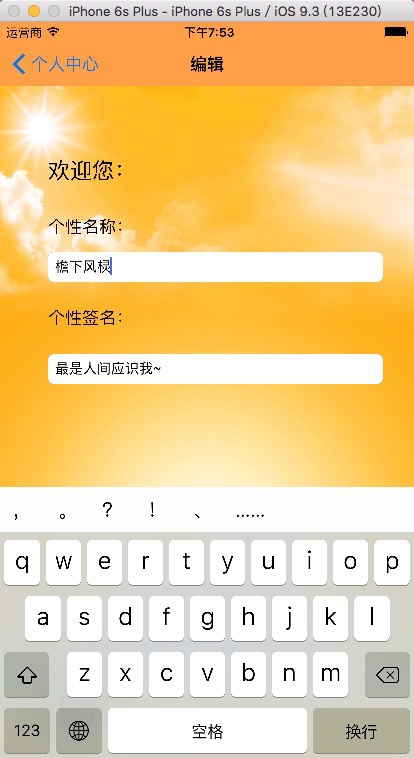 iPhone 6s Plus - iPhone 6s Plus / iOS 9.3 (13E230)
运营商 下午7:53
个人中心 编辑
欢迎您：
个性名称：
檐下风棂
个性签名：
最是人间应识我~
， 。 ？ ！ 、 ……
q w e r t y u i o p
a s d f g h j k l
z x c v b n m
123 空格 换行